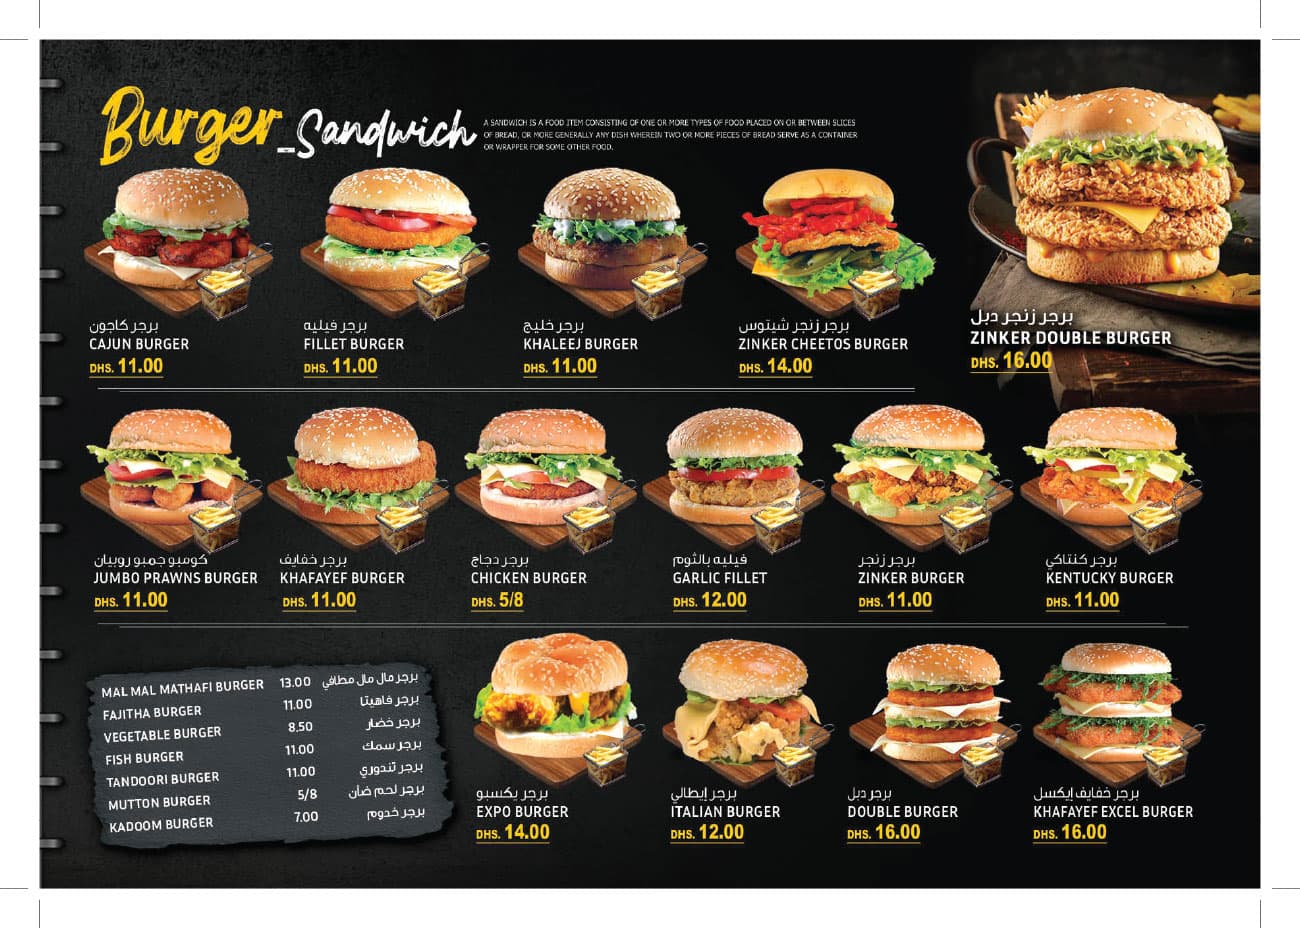 Burger_Sandwich
A SANDWICH IS A FOOD ITEM CONSISTING OF ONE OR MORE TYPES OF FOOD PLACED ON OR BETWEEN SLICES
OF BREAD, OR MORE GENERALLY ANY DISH WHEREIN TWO OR MORE PIECES OF BREAD SERVE AS A CONTAINER
OR WRAPPER FOR SOME OTHER FOOD.
برجر كاجون
CAJUN BURGER
DHS. 11.00
برجر فيليه
FILLET BURGER
DHS. 11.00
برجر خليج
KHALEEJ BURGER
DHS. 11.00
برجر زنجر شيتوس
ZINKER CHEETOS BURGER
DHS. 14.00
برجر زنجر دبل
ZINKER DOUBLE BURGER
DHS. 16.00
كومبو جمبو روبيان
JUMBO PRAWNS BURGER
DHS. 11.00
برجر خفايف
KHAFAYEF BURGER
DHS. 11.00
برجر دجاج
CHICKEN BURGER
DHS. 5/8
فيليه بالثوم
GARLIC FILLET
DHS. 12.00
برجر زنجر
ZINKER BURGER
DHS. 11.00
برجر كنتاكي
KENTUCKY BURGER
DHS. 11.00
MAL MAL MATHAFI BURGER 13.00 برجر مال مال مطافي
FAJITHA BURGER 11.00 برجر فاهيتا
VEGETABLE BURGER 8.50 برجر خضار
FISH BURGER 11.00 برجر سمك
TANDOORI BURGER 11.00 برجر تندوري
MUTTON BURGER 5/8 برجر لحم ضان
KADOOM BURGER 7.00 برجر خدوم
برجر يكسبو
EXPO BURGER
DHS. 14.00
برجر إيطالي
ITALIAN BURGER
DHS. 12.00
برجر دبل
DOUBLE BURGER
DHS. 16.00
برجر خفايف إيكسل
KHAFAYEF EXCEL BURGER
DHS. 16.00